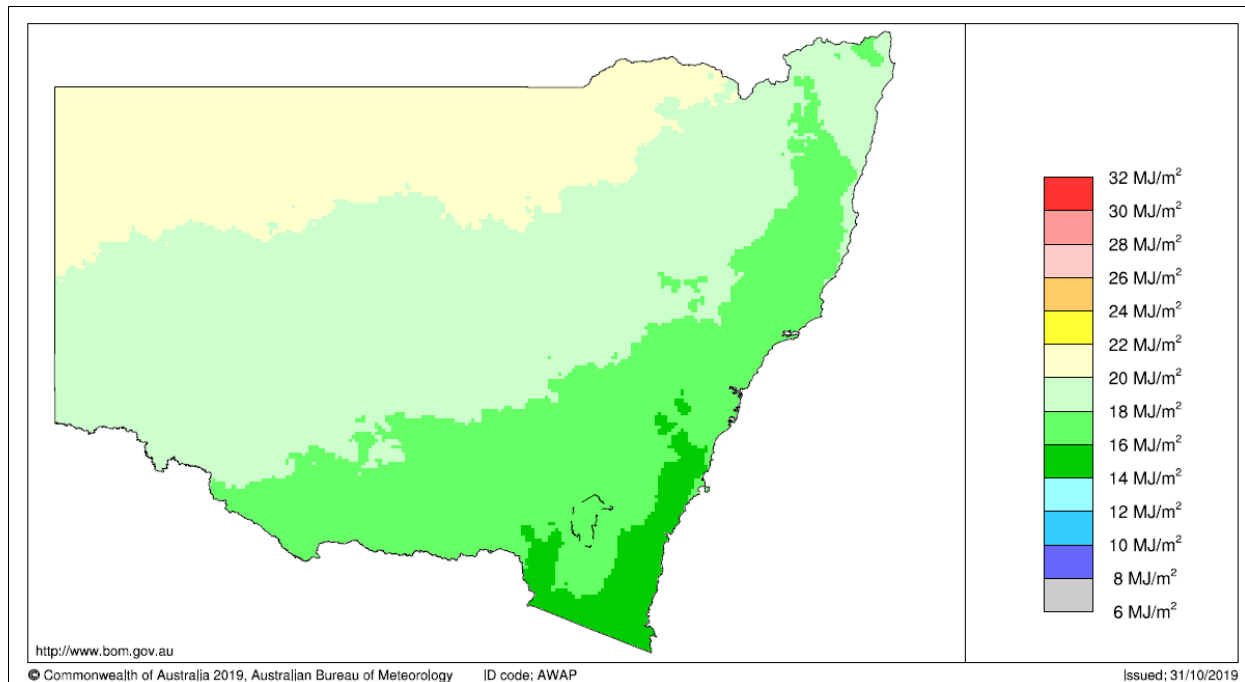 32 MJ/m²
30 MJ/m²
28 MJ/m²
26 MJ/m²
24 MJ/m²
22 MJ/m²
20 MJ/m²
18 MJ/m²
16 MJ/m²
14 MJ/m²
12 MJ/m²
10 MJ/m²
8 MJ/m²
6 MJ/m²
http://www.bom.gov.au
© Commonwealth of Australia 2019, Australian Bureau of Meteorology ID code: AWAP Issued: 31/10/2019